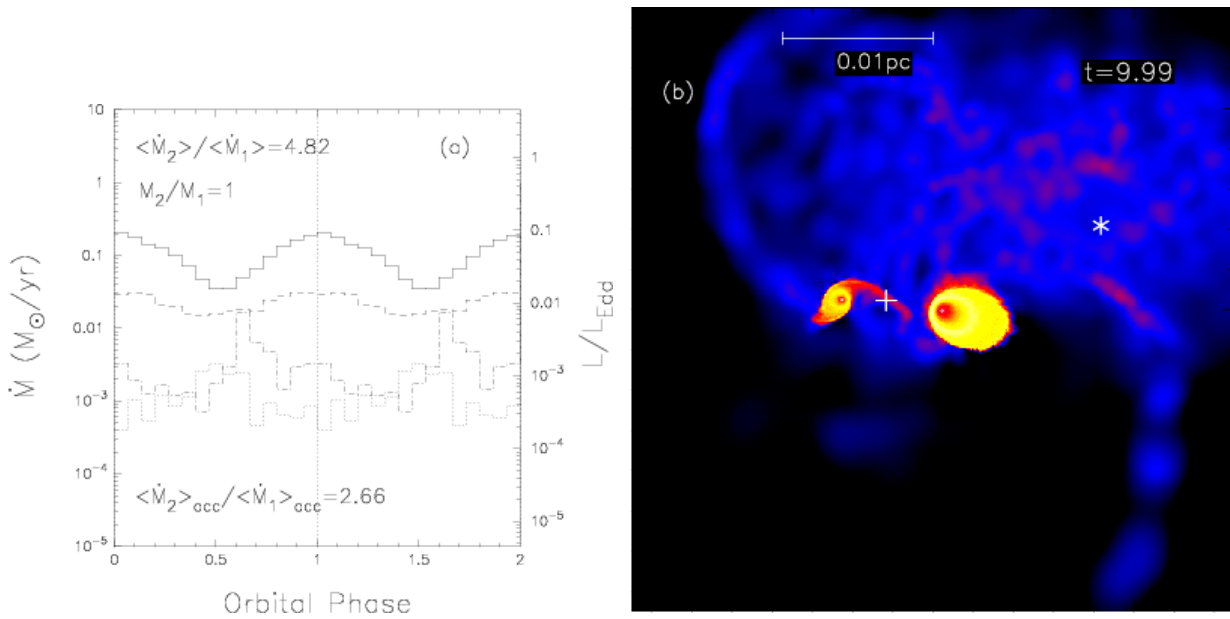 (a)
<Ṁ₂>/<Ṁ₁>=4.82
M₂/M₁=1
<Ṁ₂>acc/<Ṁ₁>acc=2.66
10
1
0.1
0.01
10⁻³
10⁻⁴
10⁻⁵
Ṁ (M⊙/yr)
1
0.1
0.01
10⁻³
10⁻⁴
10⁻⁵
L/L_Edd
0
0.5
1
1.5
2
Orbital Phase
0.01pc
t=9.99
(b)